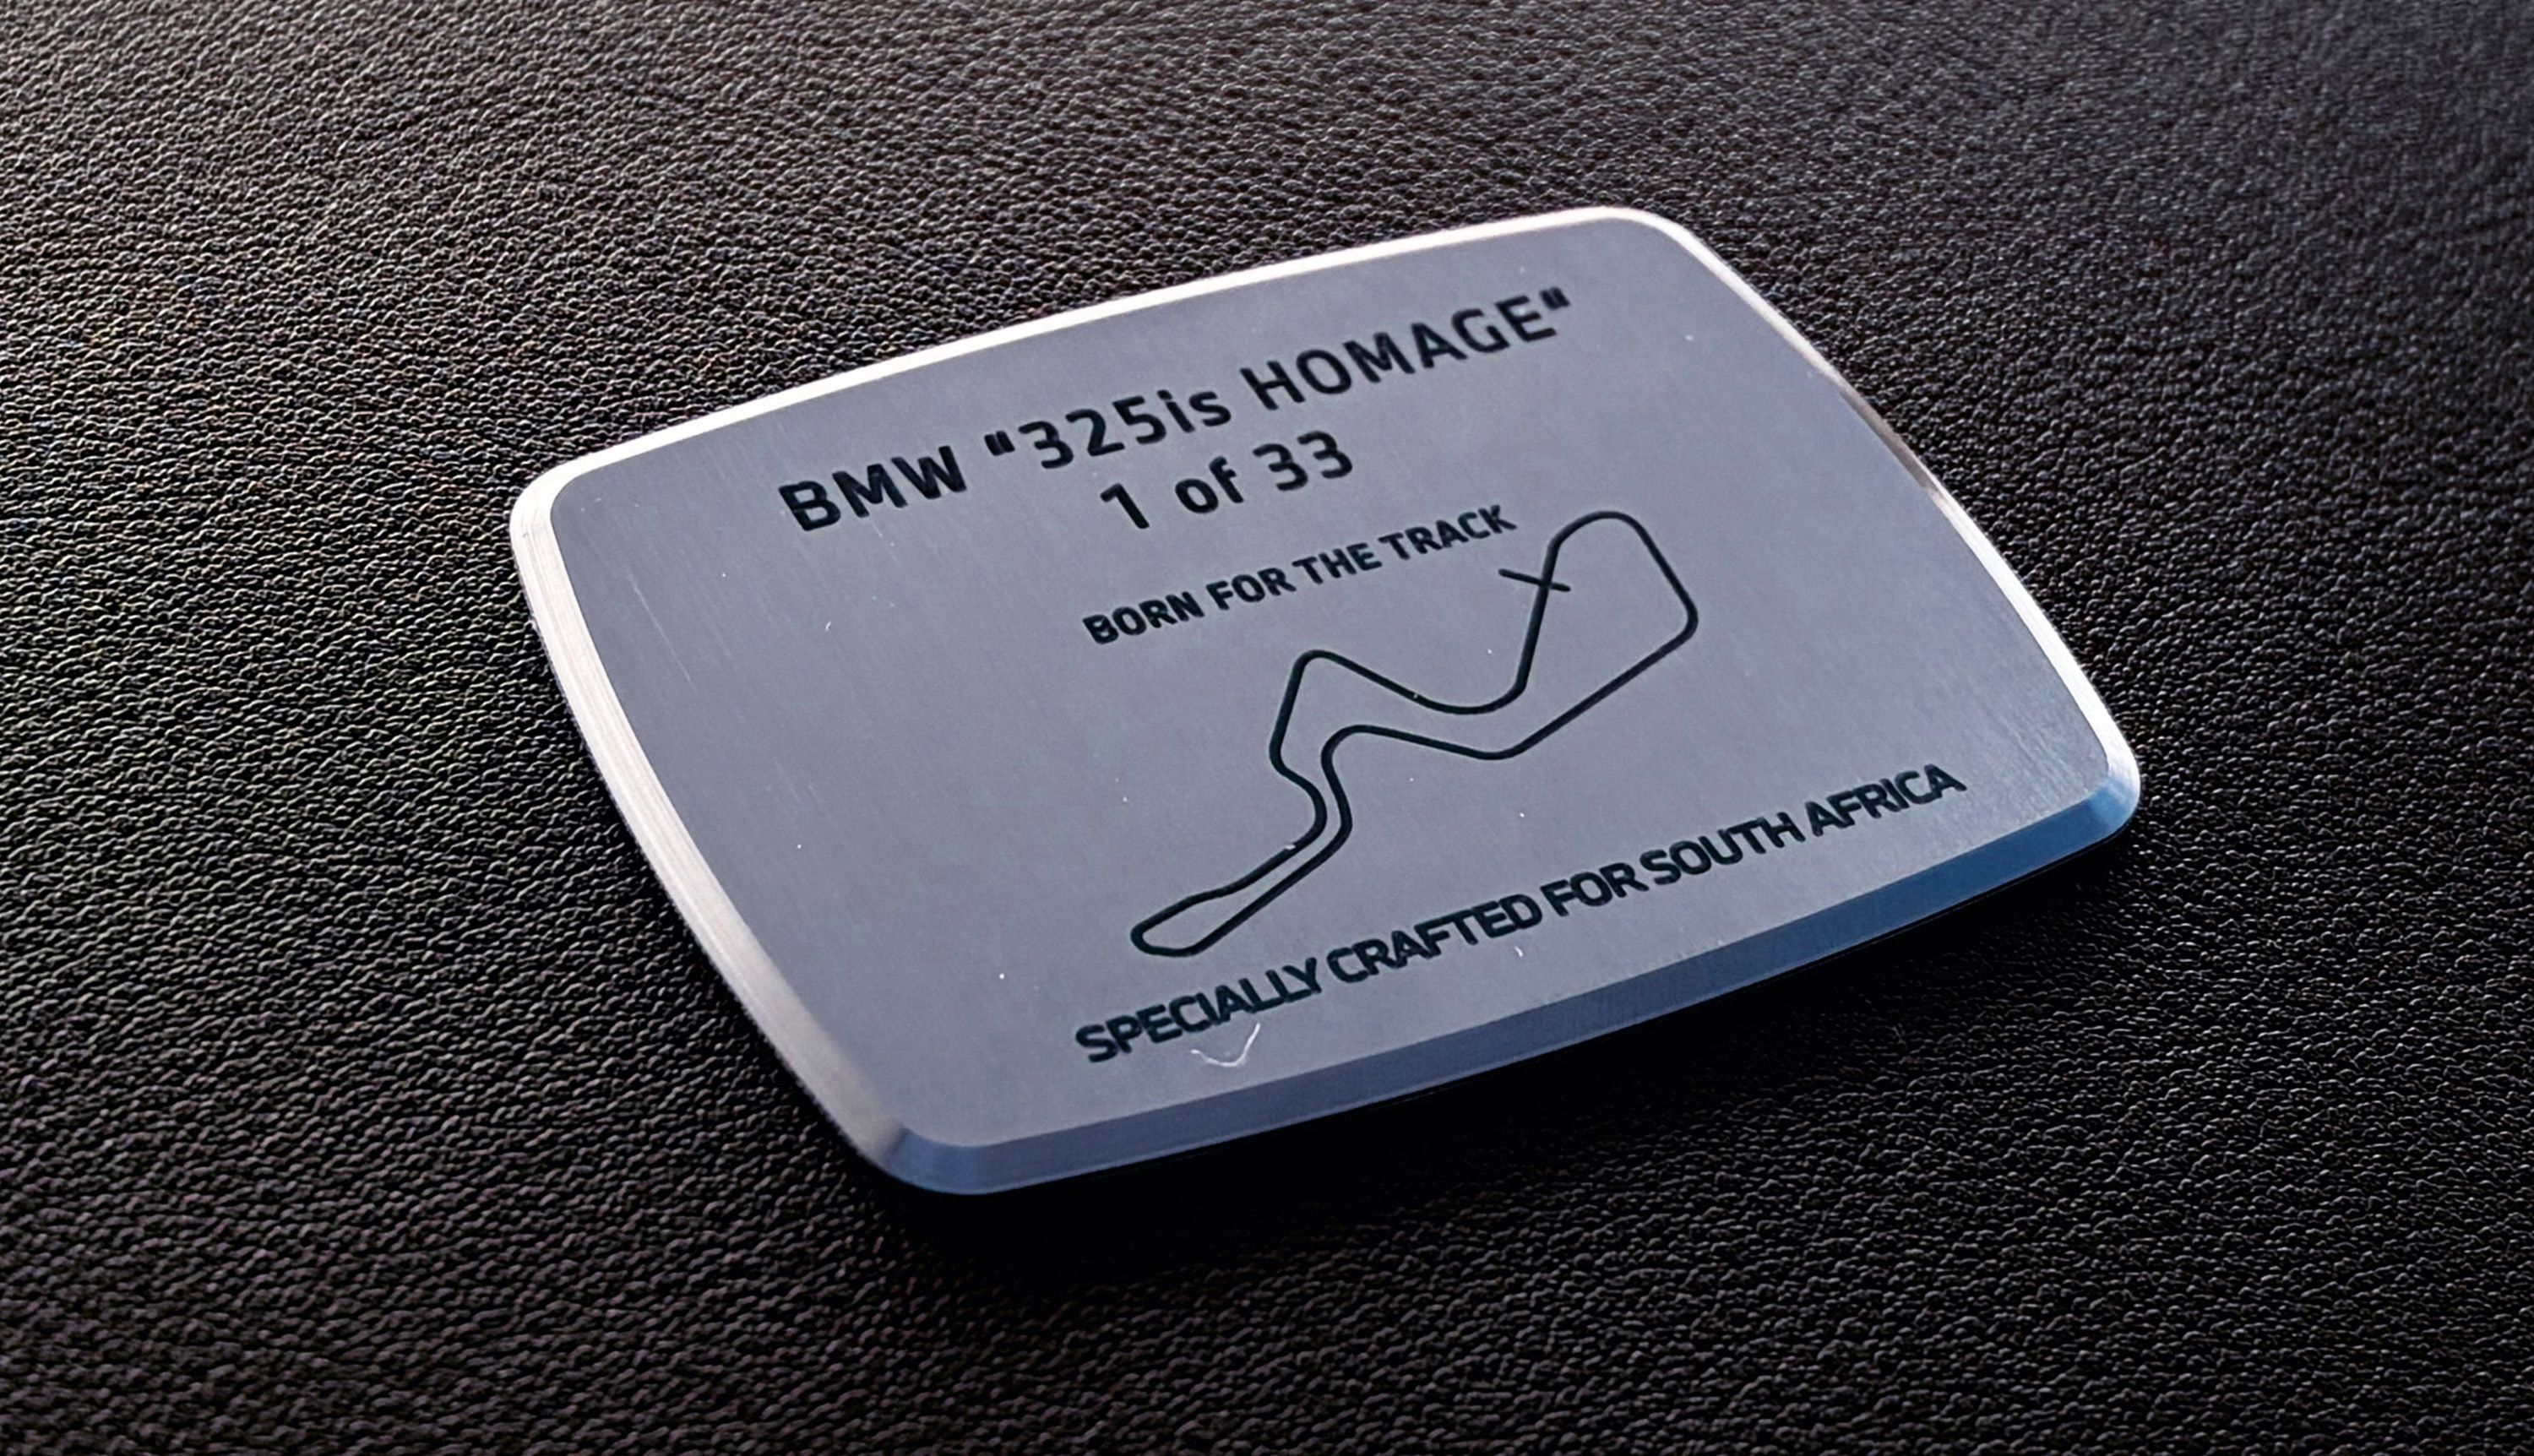 BMW "325is HOMAGE"
1 of 33
BORN FOR THE TRACK
SPECIALLY CRAFTED FOR SOUTH AFRICA